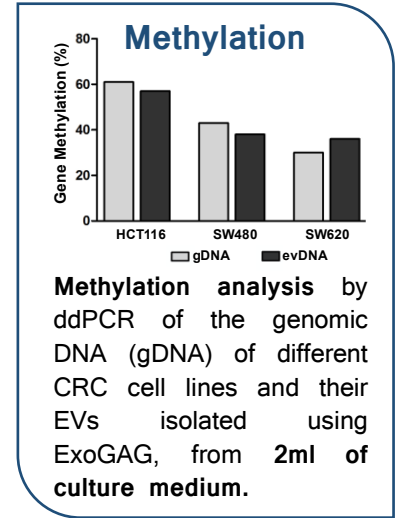 Methylation
Gene Methylation (%)
80
60
40
20
0
HCT116 SW480 SW620
gDNA evDNA
Methylation analysis by
ddPCR of the genomic
DNA (gDNA) of different
CRC cell lines and their
EVs isolated using
ExoGAG, from 2ml of
culture medium.